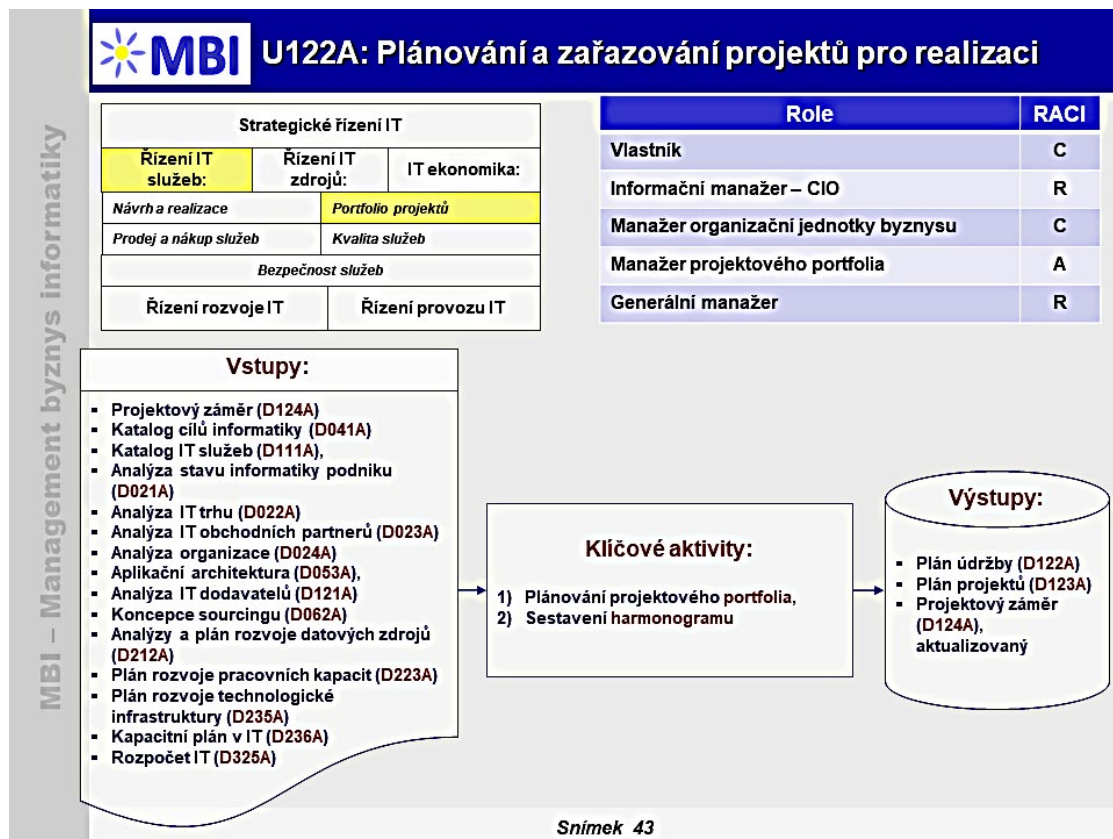 MBI
U122A: Plánování a zařazování projektů pro realizaci
MBI – Management byznys informatiky
Strategické řízení IT
Řízení IT
služeb:
Řízení IT
zdrojů:
IT ekonomika:
Návrh a realizace
Portfolio projektů
Prodej a nákup služeb
Kvalita služeb
Bezpečnost služeb
Řízení rozvoje IT
Řízení provozu IT
Role RACI
Vlastník C
Informační manažer – CIO R
Manažer organizační jednotky byznysu C
Manažer projektového portfolia A
Generální manažer R
Vstupy:
▪ Projektový záměr (D124A)
▪ Katalog cílů informatiky (D041A)
▪ Katalog IT služeb (D111A),
▪ Analýza stavu informatiky podniku
(D021A)
▪ Analýza IT trhu (D022A)
▪ Analýza IT obchodních partnerů (D023A)
▪ Analýza organizace (D024A)
▪ Aplikační architektura (D053A),
▪ Analýza IT dodavatelů (D121A)
▪ Koncepce sourcingu (D062A)
▪ Analýzy a plán rozvoje datových zdrojů
(D212A)
▪ Plán rozvoje pracovních kapacit (D223A)
▪ Plán rozvoje technologické
infrastruktury (D235A)
▪ Kapacitní plán v IT (D236A)
▪ Rozpočet IT (D325A)
Klíčové aktivity:
1) Plánování projektového portfolia,
2) Sestavení harmonogramu
Výstupy:
▪ Plán údržby (D122A)
▪ Plán projektů (D123A)
▪ Projektový záměr
(D124A),
aktualizovaný
Snímek 43